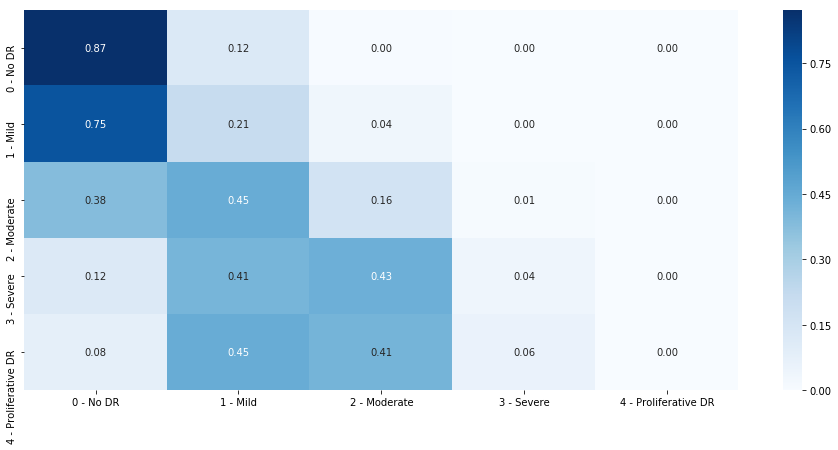 0 - No DR
0.87 0.12 0.00 0.00 0.00
1 - Mild
0.75 0.21 0.04 0.00 0.00
2 - Moderate
0.38 0.45 0.16 0.01 0.00
3 - Severe
0.12 0.41 0.43 0.04 0.00
4 - Proliferative DR
0.08 0.45 0.41 0.06 0.00
0 - No DR 1 - Mild 2 - Moderate 3 - Severe 4 - Proliferative DR
0.75
0.60
0.45
0.30
0.15
0.00